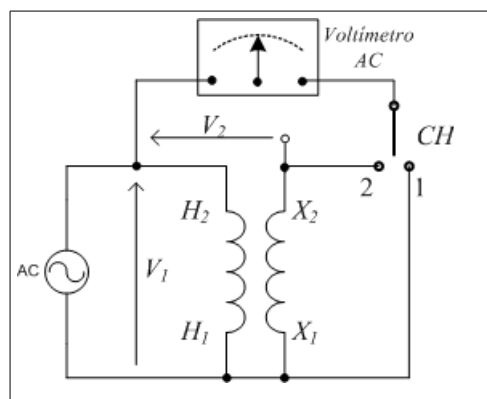 Voltímetro
AC
V2
CH
2 1
H2 X2
AC V1
H1 X1